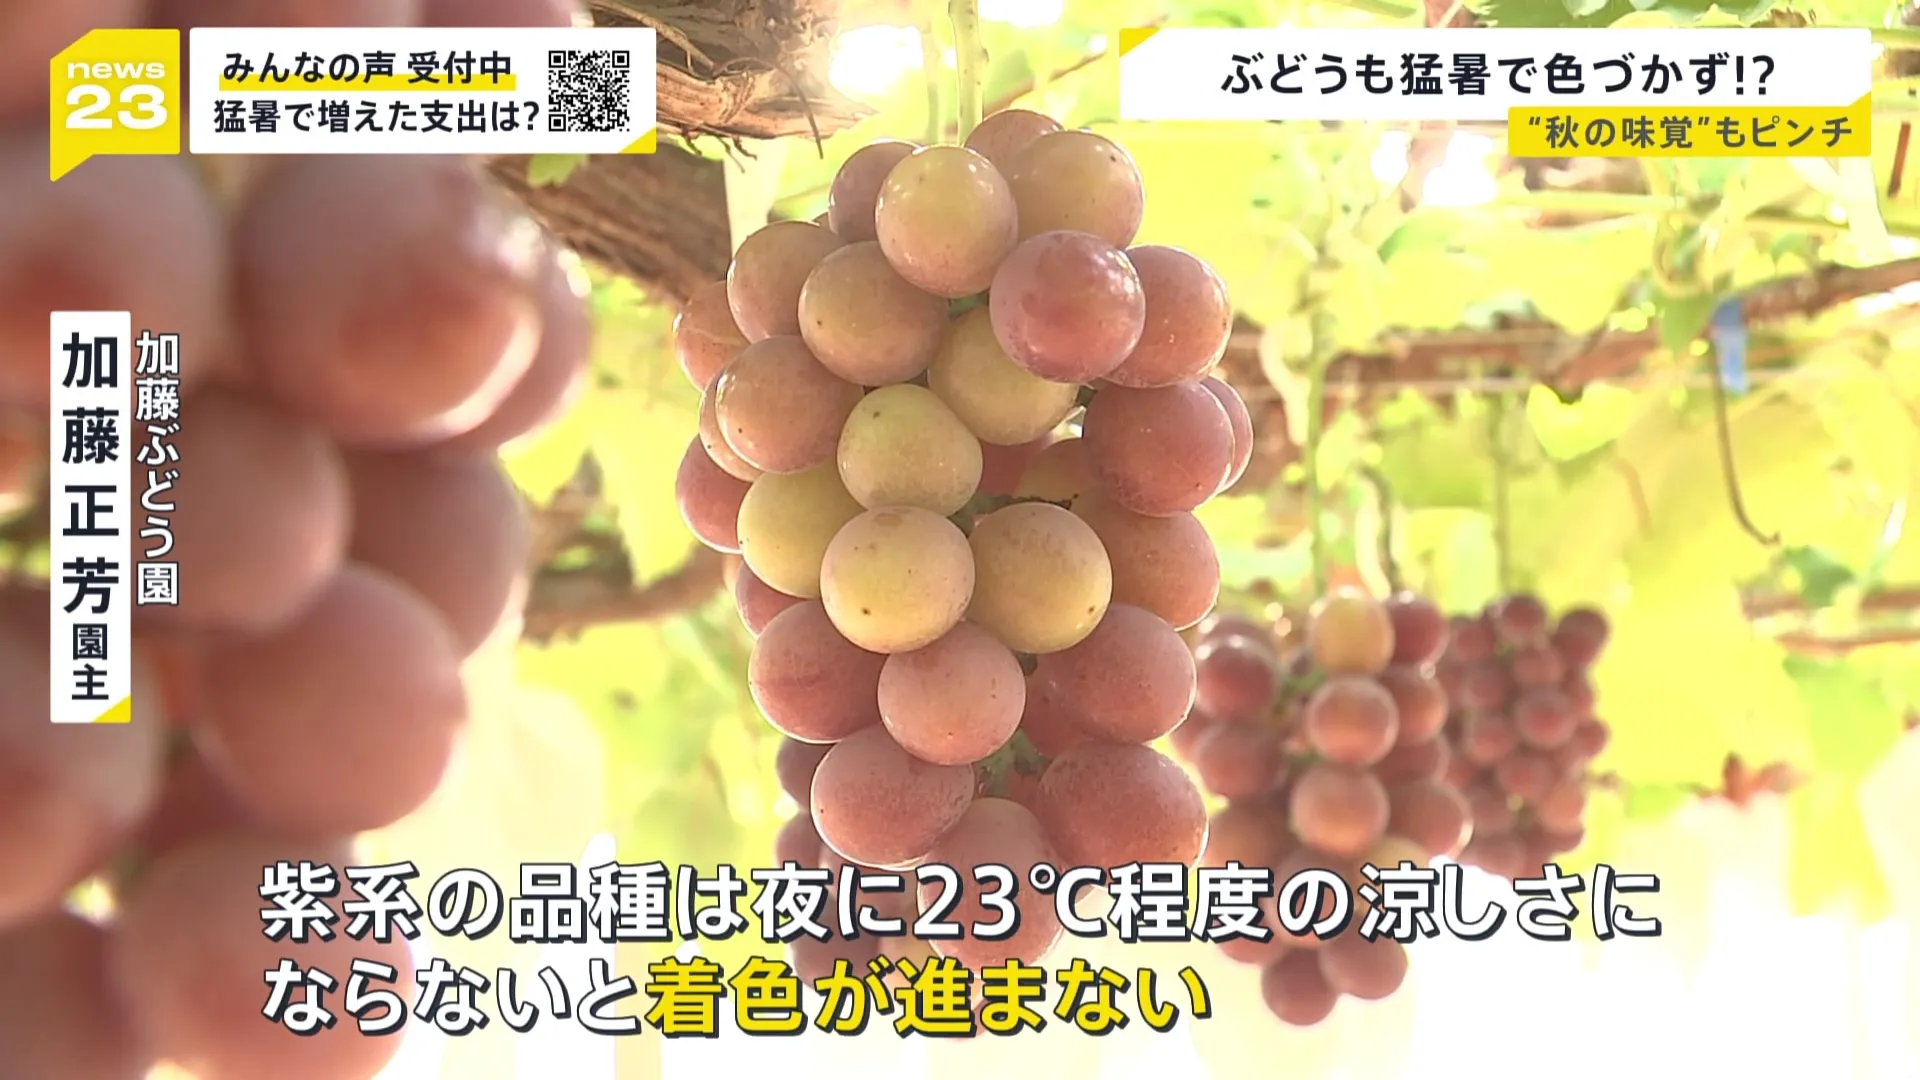 news
23
みんなの声 受付中
猛暑で増えた支出は?
ぶどうも猛暑で色づかず!?
“秋の味覚”もピンチ
加藤ぶどう園
加藤正芳園主
紫系の品種は夜に23℃程度の涼しさに
ならないと着色が進まない